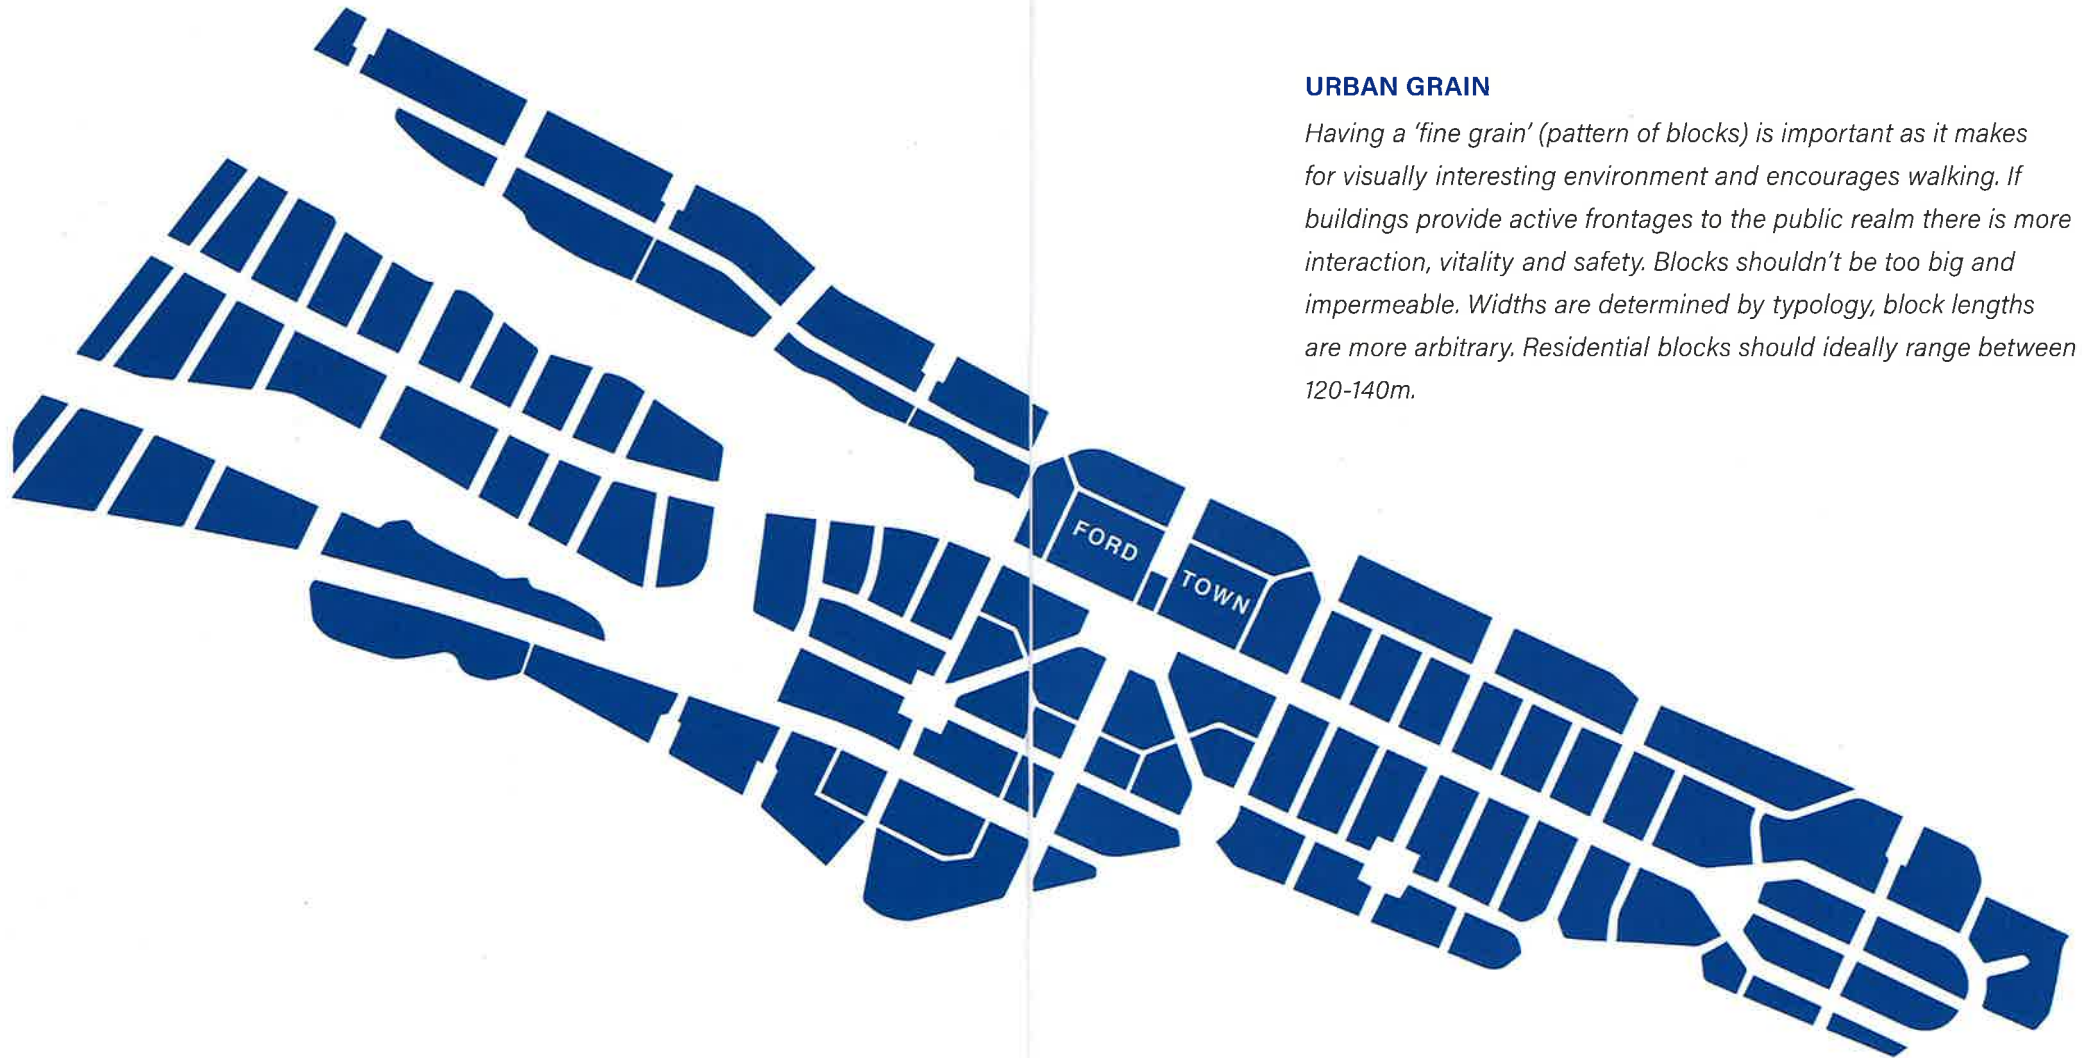 URBAN GRAIN
Having a ‘fine grain’ (pattern of blocks) is important as it makes
for visually interesting environment and encourages walking. If
buildings provide active frontages to the public realm there is more
interaction, vitality and safety. Blocks shouldn’t be too big and
impermeable. Widths are determined by typology, block lengths
are more arbitrary. Residential blocks should ideally range between
120-140m.
FORD
TOWN